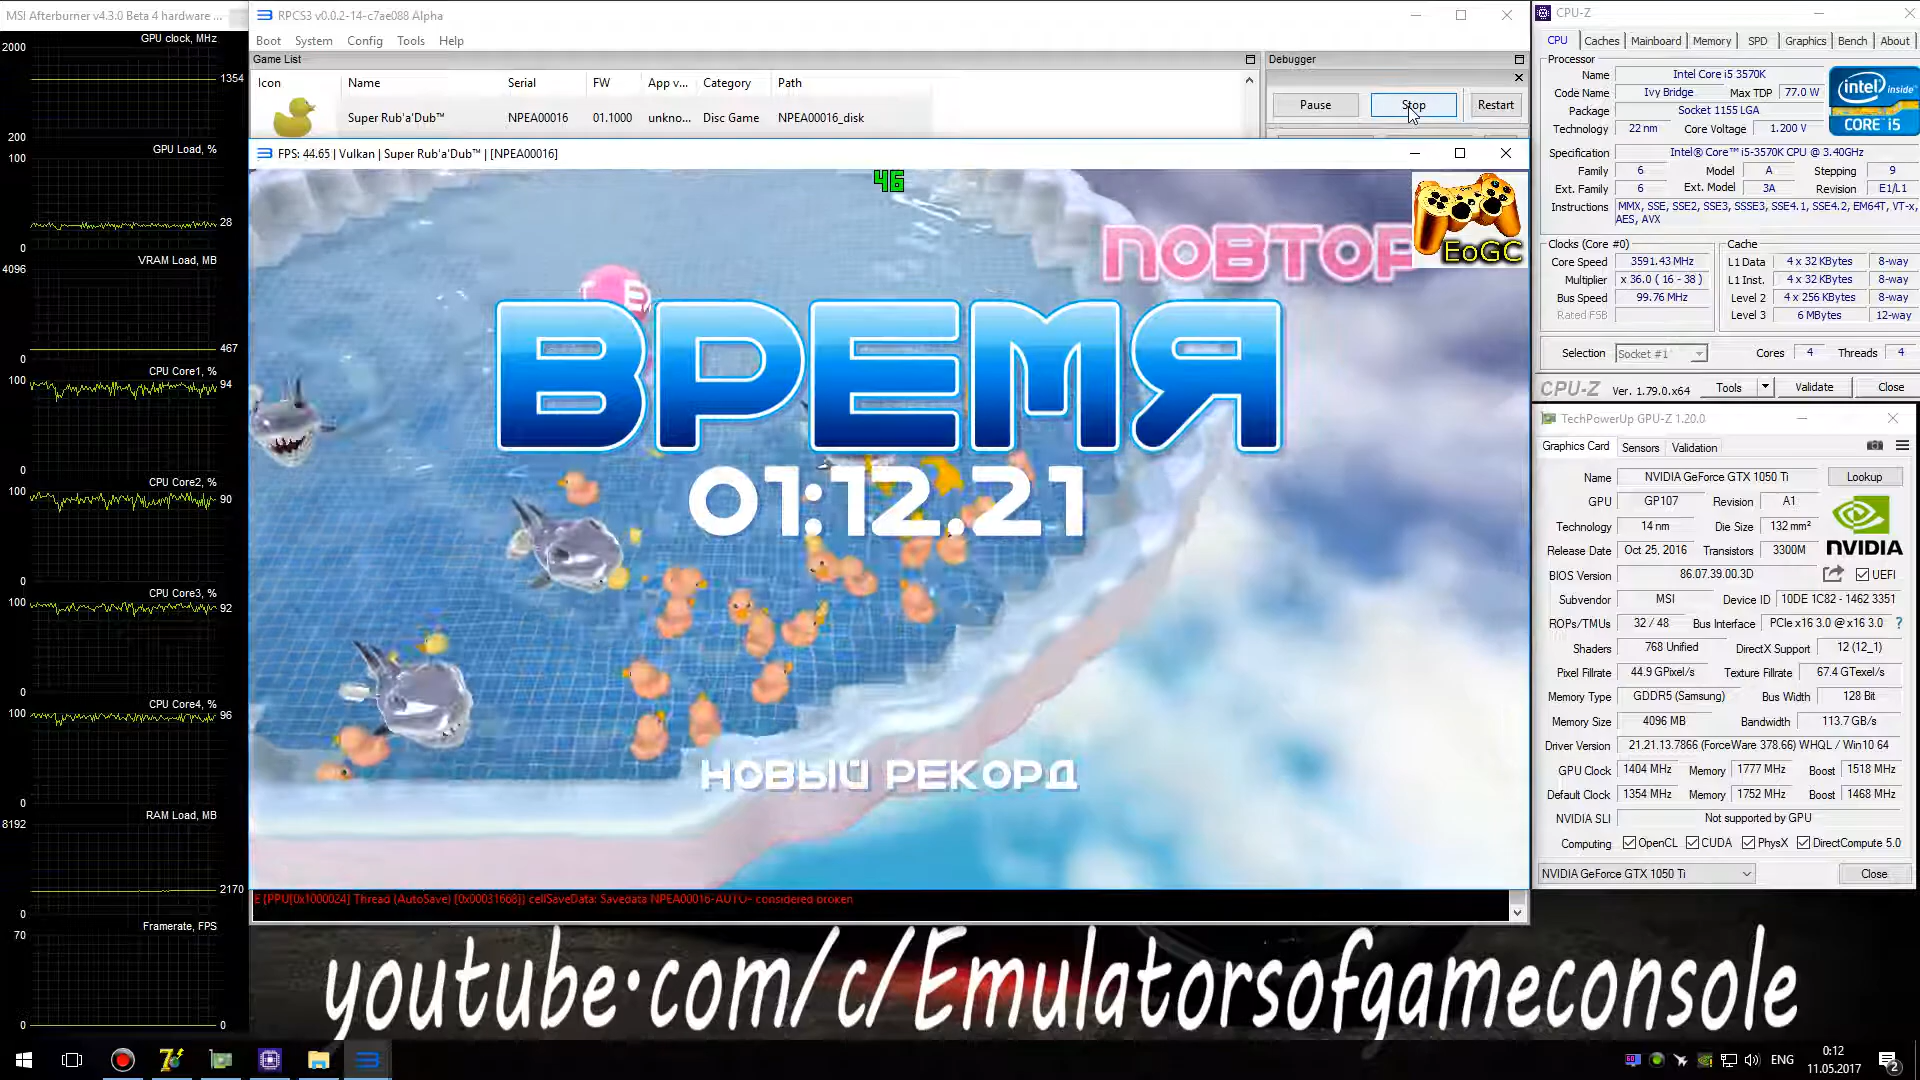 MSI Afterburner v4.3.0 Beta 4 hardware ...
GPU clock, MHz
2000
1354
200
GPU Load, %
100
28
0
VRAM Load, MB
4096
467
0
CPU Core1, %
100
94
0
CPU Core2, %
100
90
0
CPU Core3, %
100
92
0
CPU Core4, %
100
96
0
RAM Load, MB
8192
2170
0
Framerate, FPS
70
0 0
RPCS3 v0.0.2-14-c7ae088 Alpha
Boot System Config Tools Help
Game List
Icon Name Serial FW App v... Category Path
Super Rub'a'Dub™ NPEA00016 01.1000 unkno... Disc Game NPEA00016_disk
Debugger
Pause Stop Restart
FPS: 44.65 | Vulkan | Super Rub'a'Dub™ | [NPEA00016]
46
EoGC
ПОВТОР
ВРЕМЯ
01:12.21
НОВЫЙ РЕКОРД
E [PPU[0x1000024] Thread (AutoSave) [0x00031668]] cellSaveData: Savedata NPEA00016-AUTO- considered broken
youtube.com/c/Emulatorsofgameconsole
CPU-Z
CPU Caches Mainboard Memory SPD Graphics Bench About
Processor
Name Intel Core i5 3570K
Code Name Ivy Bridge Max TDP 77.0 W
Package Socket 1155 LGA
Technology 22 nm Core Voltage 1.200 V
intel inside™
CORE i5
Specification Intel® Core™ i5-3570K CPU @ 3.40GHz
Family 6 Model A Stepping 9
Ext. Family 6 Ext. Model 3A Revision E1/L1
Instructions MMX, SSE, SSE2, SSE3, SSSE3, SSE4.1, SSE4.2, EM64T, VT-x,
AES, AVX
Clocks (Core #0) Cache
Core Speed 3591.43 MHz L1 Data 4 x 32 KBytes 8-way
Multiplier x 36.0 ( 16 - 38 ) L1 Inst. 4 x 32 KBytes 8-way
Bus Speed 99.76 MHz Level 2 4 x 256 KBytes 8-way
Rated FSB Level 3 6 MBytes 12-way
Selection Socket #1 Cores 4 Threads 4
CPU-Z Ver. 1.79.0.x64 Tools Validate Close
TechPowerUp GPU-Z 1.20.0
Graphics Card Sensors Validation
Name NVIDIA GeForce GTX 1050 Ti Lookup
GPU GP107 Revision A1
Technology 14 nm Die Size 132 mm²
Release Date Oct 25, 2016 Transistors 3300M
NVIDIA
BIOS Version 86.07.39.00.3D UEFI
Subvendor MSI Device ID 10DE 1C82 - 1462 3351
ROPs/TMUs 32 / 48 Bus Interface PCIe x16 3.0 @ x16 3.0 ?
Shaders 768 Unified DirectX Support 12 (12_1)
Pixel Fillrate 44.9 GPixel/s Texture Fillrate 67.4 GTexel/s
Memory Type GDDR5 (Samsung) Bus Width 128 Bit
Memory Size 4096 MB Bandwidth 113.7 GB/s
Driver Version 21.21.13.7866 (ForceWare 378.66) WHQL / Win10 64
GPU Clock 1404 MHz Memory 1777 MHz Boost 1518 MHz
Default Clock 1354 MHz Memory 1752 MHz Boost 1468 MHz
NVIDIA SLI Not supported by GPU
Computing OpenCL CUDA PhysX DirectCompute 5.0
NVIDIA GeForce GTX 1050 Ti Close
ENG 0:12
11.05.2017
2